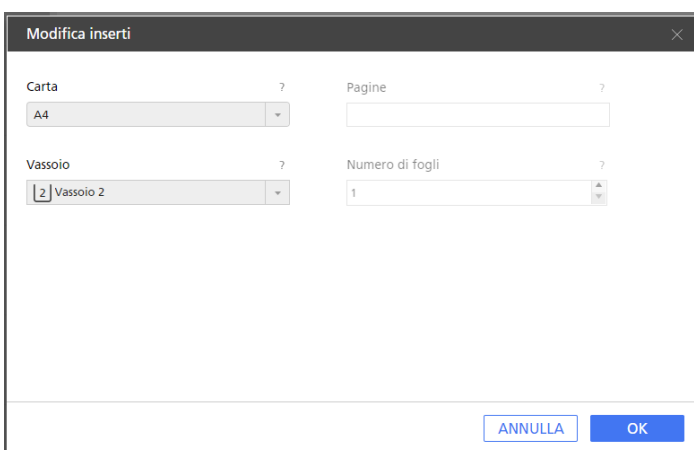 Modifica inserti
Carta ?
Pagine ?
A4
Vassoio ?
Numero di fogli ?
2 Vassoio 2
1
ANNULLA
OK